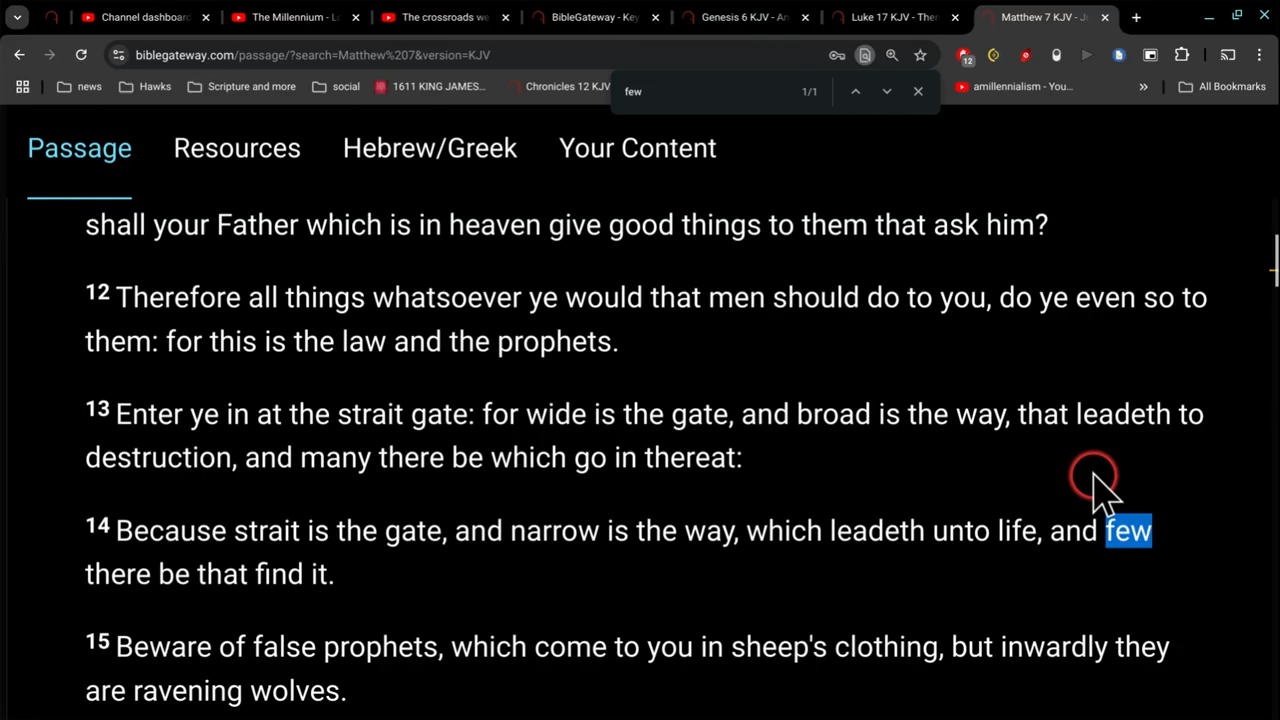 Channel dashboard
The Millennium - Lo
The crossroads we
BibleGateway - Key
Genesis 6 KJV - An
Luke 17 KJV - Then
Matthew 7 KJV - Ju
biblegateway.com/passage/?search=Matthew%207&version=KJV
12
news
Hawks
Scripture and more
social
1611 KING JAMES...
Chronicles 12 KJV
few
1/1
amillennialism - You...
All Bookmarks
Passage
Resources
Hebrew/Greek
Your Content
shall your Father which is in heaven give good things to them that ask him?
12 Therefore all things whatsoever ye would that men should do to you, do ye even so to
them: for this is the law and the prophets.
13 Enter ye in at the strait gate: for wide is the gate, and broad is the way, that leadeth to
destruction, and many there be which go in thereat:
14 Because strait is the gate, and narrow is the way, which leadeth unto life, and few
there be that find it.
15 Beware of false prophets, which come to you in sheep's clothing, but inwardly they
are ravening wolves.